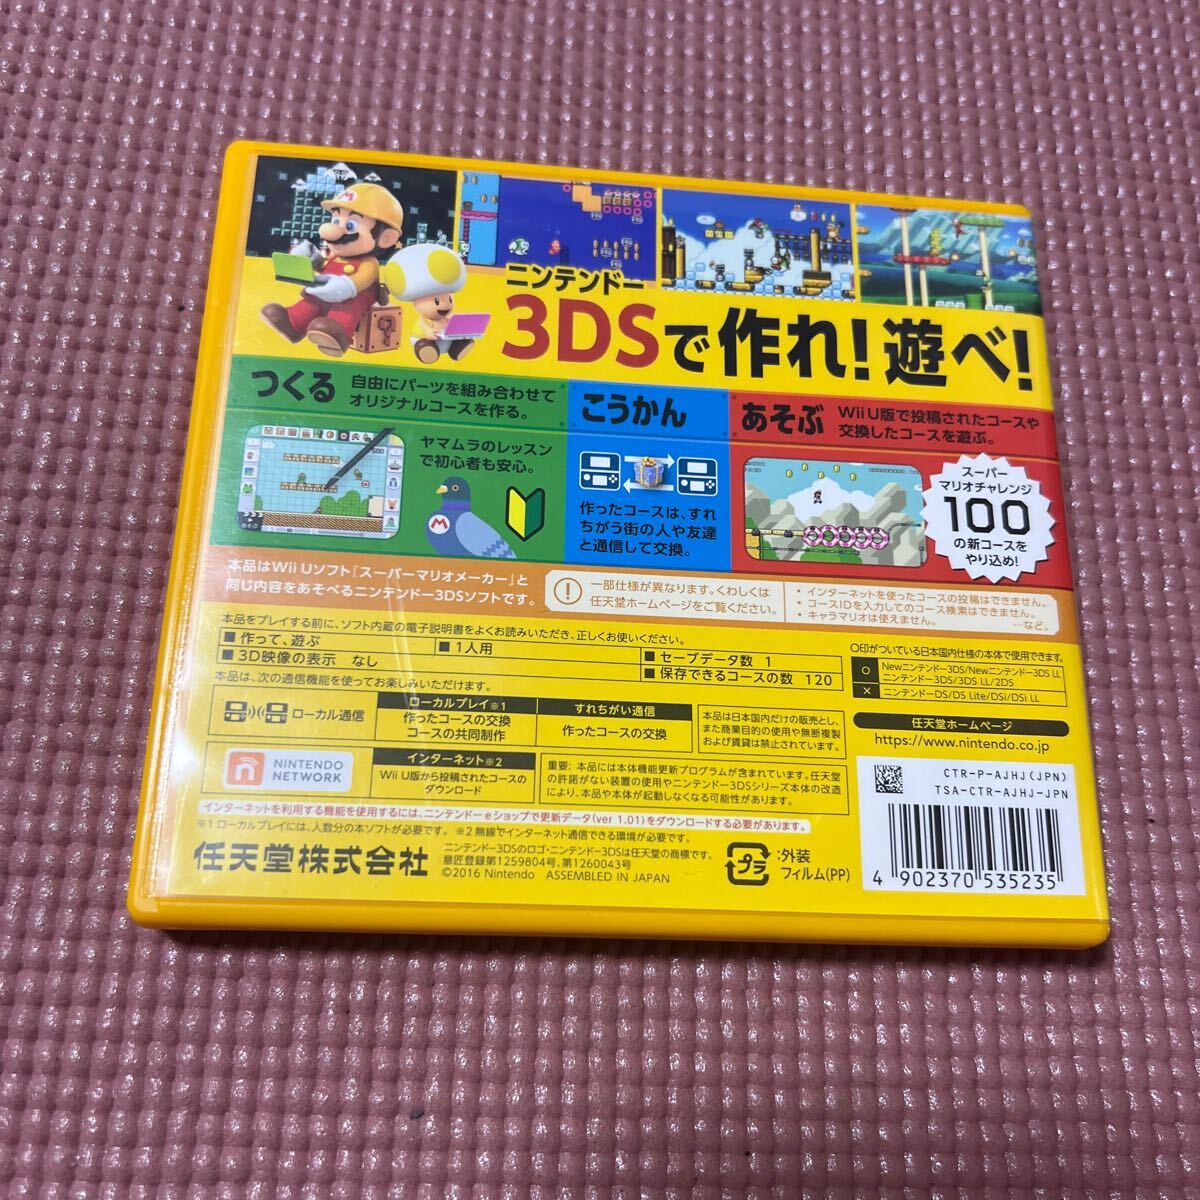 ニンテンドー
3DSで作れ!遊べ!
つくる
自由にパーツを組み合わせて
オリジナルコースを作る。
ヤマムラのレッスン
で初心者も安心。
こうかん
作ったコースは、すれ
ちがう街の人や友達
と通信して交換。
あそぶ
Wii U版で投稿されたコースや
交換したコースを遊ぶ。
スーパー
マリオチャレンジ
100
の新コースを
やり込め!
本品はWii Uソフト『スーパーマリオメーカー』と
同じ内容をあそべるニンテンドー3DSソフトです。
一部仕様が異なります。くわしくは
任天堂ホームページをご覧ください。
・インターネットを使ったコースの投稿はできません。
・コースIDを入力してのコース検索はできません。
・キャラマリオは使えません。 …など。
本品をプレイする前に、ソフト内蔵の電子説明書をよくお読みいただき、正しくお使いください。
■ 作って、遊ぶ
■ 1人用
■ セーブデータ数 1
■ 3D映像の表示 なし
■ 保存できるコースの数 120
○印がついている日本国内仕様の本体で使用できます。
○ Newニンテンドー3DS/Newニンテンドー3DS LL
ニンテンドー3DS/3DS LL/2DS
× ニンテンドーDS/DS Lite/DSi/DSi LL
本品は、次の通信機能を使ってお楽しみいただけます。
ローカル通信
ローカルプレイ※1
作ったコースの交換
コースの共同制作
すれちがい通信
作ったコースの交換
本品は日本国内だけの販売とし、
また商業目的の使用や無断複製
および賃貸は禁止されています。
任天堂ホームページ
https://www.nintendo.co.jp
NINTENDO
NETWORK
インターネット※2
Wii U版から投稿されたコースの
ダウンロード
重要: 本品には本体機能更新プログラムが含まれています。任天堂
の許諾がない装置の使用やニンテンドー3DSシリーズ本体の改造
により、本品や本体が起動しなくなる可能性があります。
CTR-P-AJHJ(JPN)
TSA-CTR-AJHJ-JPN
インターネットを利用する機能を使用するには、ニンテンドーeショップで更新データ(ver 1.01)をダウンロードする必要があります。
※1 ローカルプレイには、人数分の本ソフトが必要です。 ※2 無線でインターネット通信できる環境が必要です。
任天堂株式会社
ニンテンドー3DSのロゴ・ニンテンドー3DSは任天堂の商標です。
意匠登録第1259804号、第1260043号
©2016 Nintendo ASSEMBLED IN JAPAN
プラ
:外装
フィルム(PP)
4 902370 535235